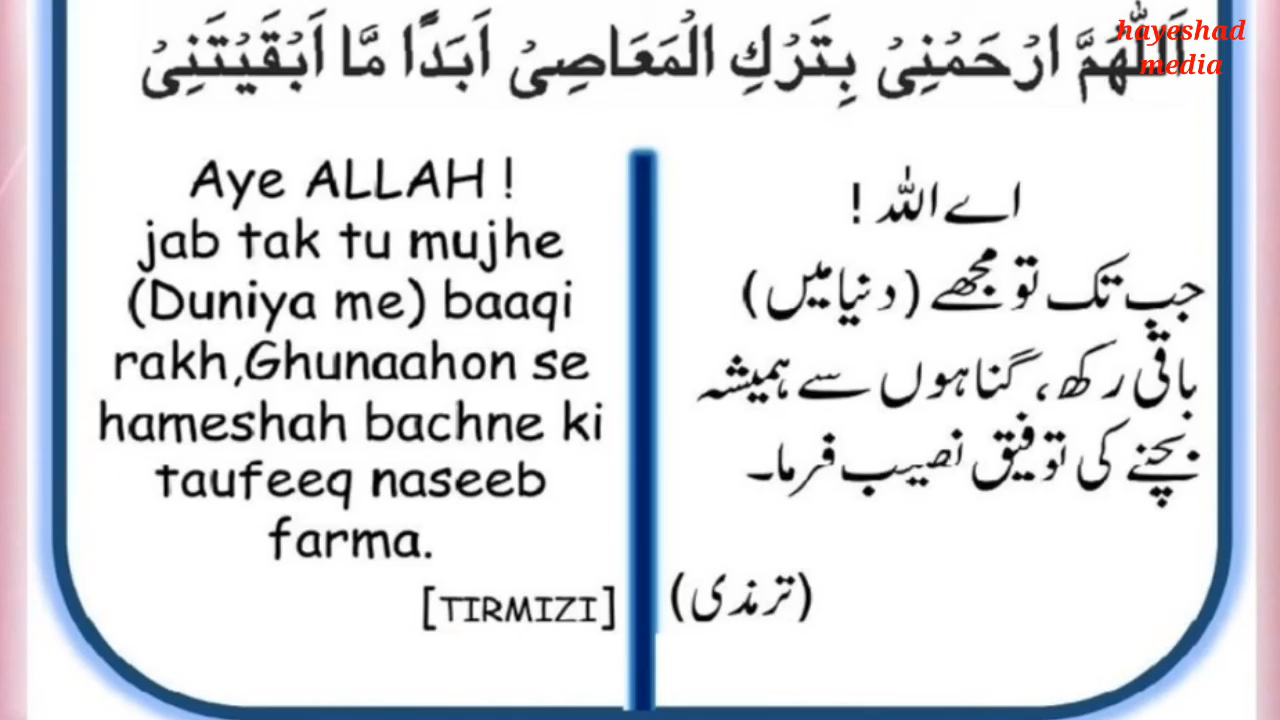 اَللّٰهُمَّ ارْحَمْنِیْ بِتَرْكِ الْمَعَاصِیْ اَبَدًا مَّا اَبْقَیْتَنِیْ
hayeshad
media
Aye ALLAH !
jab tak tu mujhe
(Duniya me) baaqi
rakh,Ghunaahon se
hameshah bachne ki
taufeeq naseeb
farma.
[TIRMIZI]
اے اللہ !
جب تک تو مجھے (دنیا میں)
باقی رکھ، گناہوں سے ہمیشہ
بچنے کی توفیق نصیب فرما۔
(ترمذی)